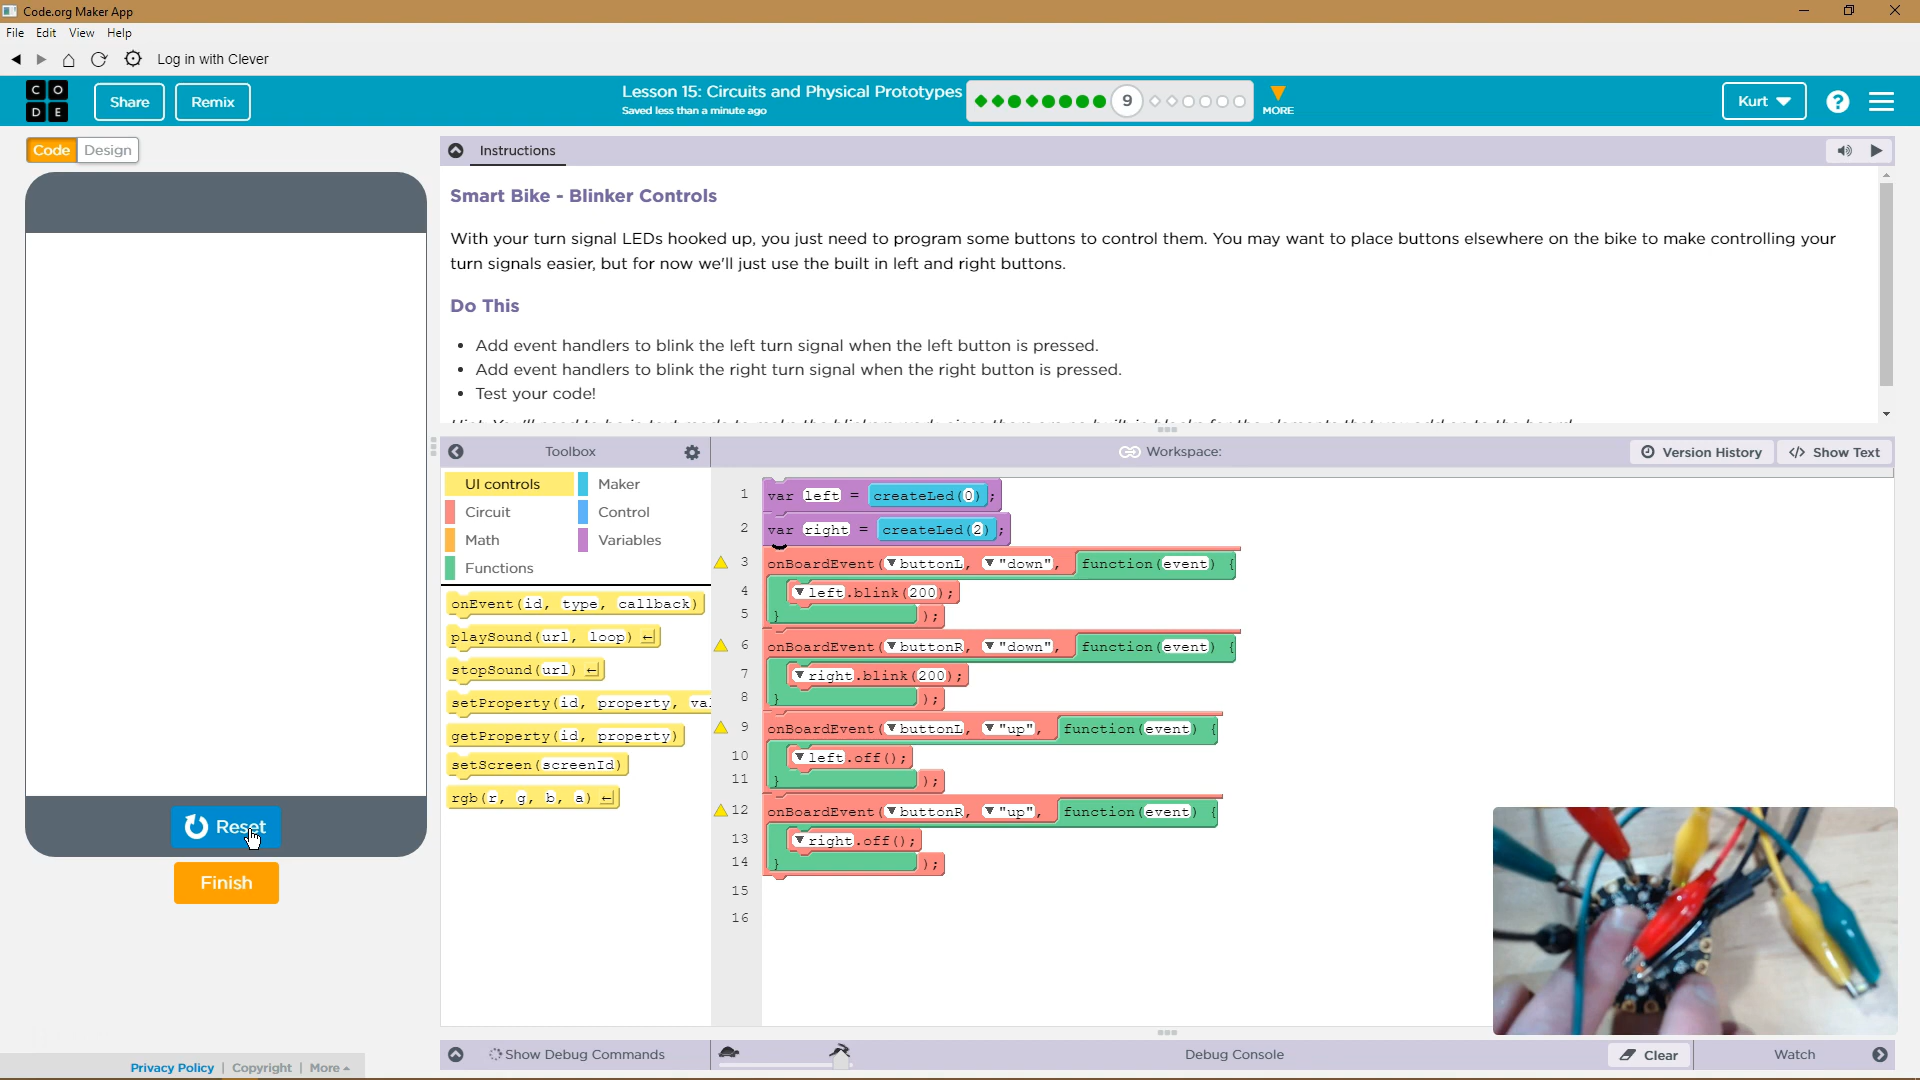 Code.org Maker App
File Edit View Help
Log in with Clever
C O D E
Share
Remix
Lesson 15: Circuits and Physical Prototypes
Saved less than a minute ago
9
MORE
Kurt
?
Code
Design
Instructions
Smart Bike - Blinker Controls
With your turn signal LEDs hooked up, you just need to program some buttons to control them. You may want to place buttons elsewhere on the bike to make controlling your
turn signals easier, but for now we'll just use the built in left and right buttons.
Do This
• Add event handlers to blink the left turn signal when the left button is pressed.
• Add event handlers to blink the right turn signal when the right button is pressed.
• Test your code!
Toolbox
Workspace:
Version History
</> Show Text
UI controls
Maker
Circuit
Control
Math
Variables
Functions
onEvent(id, type, callback)
playSound(url, loop)
stopSound(url)
setProperty(id, property, val
getProperty(id, property)
setScreen(screenId)
rgb(r, g, b, a)
1 var left = createLed(0);
2 var right = createLed(2);
3 onBoardEvent(buttonL, "down", function(event) {
4 left.blink(200);
5 });
6 onBoardEvent(buttonR, "down", function(event) {
7 right.blink(200);
8 });
9 onBoardEvent(buttonL, "up", function(event) {
10 left.off();
11 });
12 onBoardEvent(buttonR, "up", function(event) {
13 right.off();
14 });
15
16
Reset
Finish
Show Debug Commands
Debug Console
Clear
Watch
Privacy Policy | Copyright | More